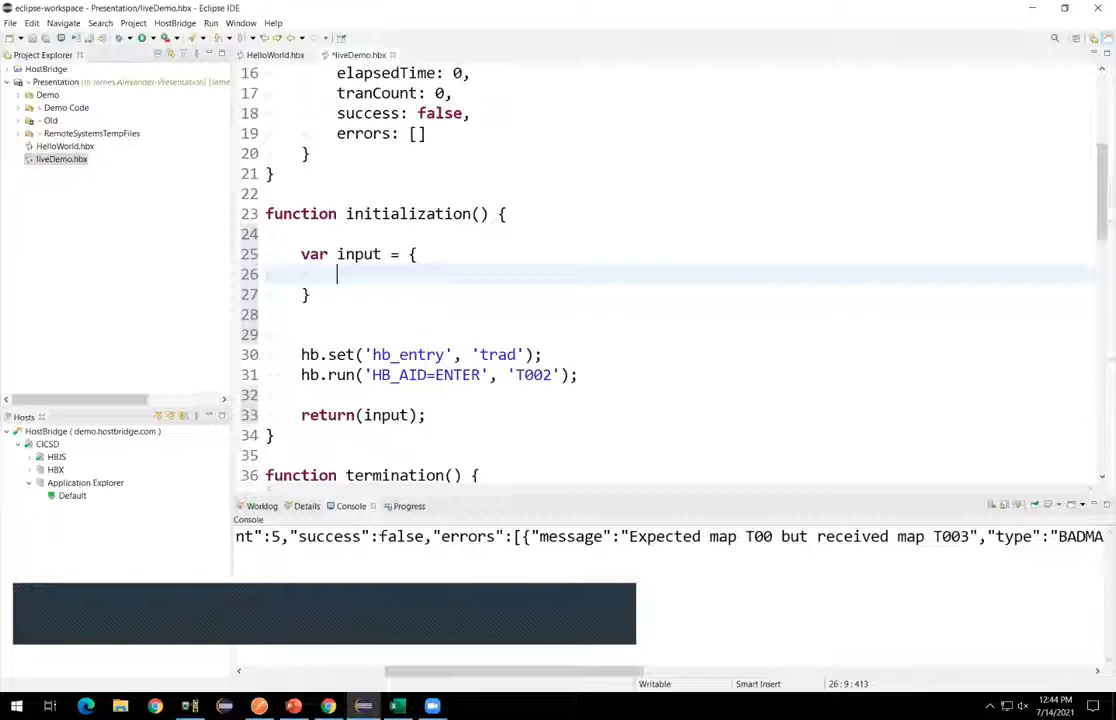 eclipse-workspace - Presentation/liveDemo.hbx - Eclipse IDE
File Edit Navigate Search Project HostBridge Run Window Help
Project Explorer
HostBridge
Presentation (in James.Alexander-Presentation) [Jame
Demo
Demo Code
Old
RemoteSystemsTempFiles
HelloWorld.hbx
liveDemo.hbx
HelloWorld.hbx
*liveDemo.hbx
16 elapsedTime: 0,
17 tranCount: 0,
18 success: false,
19 errors: []
20 }
21 }
22
23 function initialization() {
24
25 var input = {
26
27 }
28
29
30 hb.set('hb_entry', 'trad');
31 hb.run('HB_AID=ENTER', 'T002');
32
33 return(input);
34 }
35
36 function termination() {
Hosts
HostBridge ( demo.hostbridge.com )
CICSD
HBJS
HBX
Application Explorer
Default
Worklog Details Console Progress
Console
nt":5,"success":false,"errors":[{"message":"Expected map T00 but received map T003","type":"BADMA
Writable Smart Insert 26 : 9 : 413
12:44 PM
7/14/2021